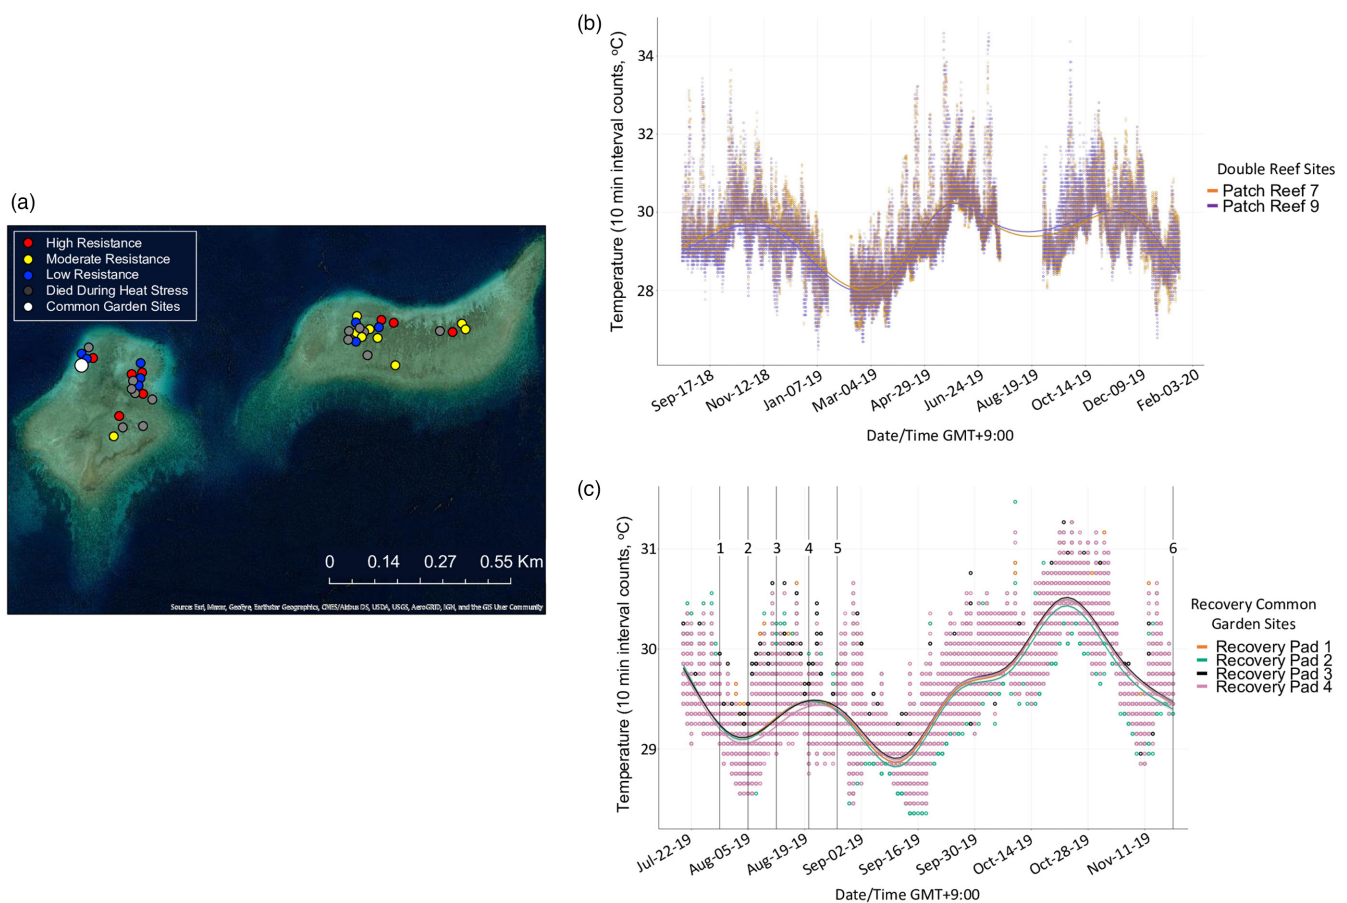 (a)
High Resistance
Moderate Resistance
Low Resistance
Died During Heat Stress
Common Garden Sites
0 0.14 0.27 0.55 Km
Source: Esri, Maxar, GeoEye, Earthstar Geographics, CNES/Airbus DS, USDA, USGS, AeroGRID, IGN, and the GIS User Community
(b)
Temperature (10 min interval counts, °C)
34
32
30
28
Sep-17-18 Nov-12-18 Jan-07-19 Mar-04-19 Apr-29-19 Jun-24-19 Aug-19-19 Oct-14-19 Dec-09-19 Feb-03-20
Date/Time GMT+9:00
Double Reef Sites
Patch Reef 7
Patch Reef 9
(c)
Temperature (10 min interval counts, °C)
31
30
29
1 2 3 4 5 6
Jul-22-19 Aug-05-19 Aug-19-19 Sep-02-19 Sep-16-19 Sep-30-19 Oct-14-19 Oct-28-19 Nov-11-19
Date/Time GMT+9:00
Recovery Common
Garden Sites
Recovery Pad 1
Recovery Pad 2
Recovery Pad 3
Recovery Pad 4